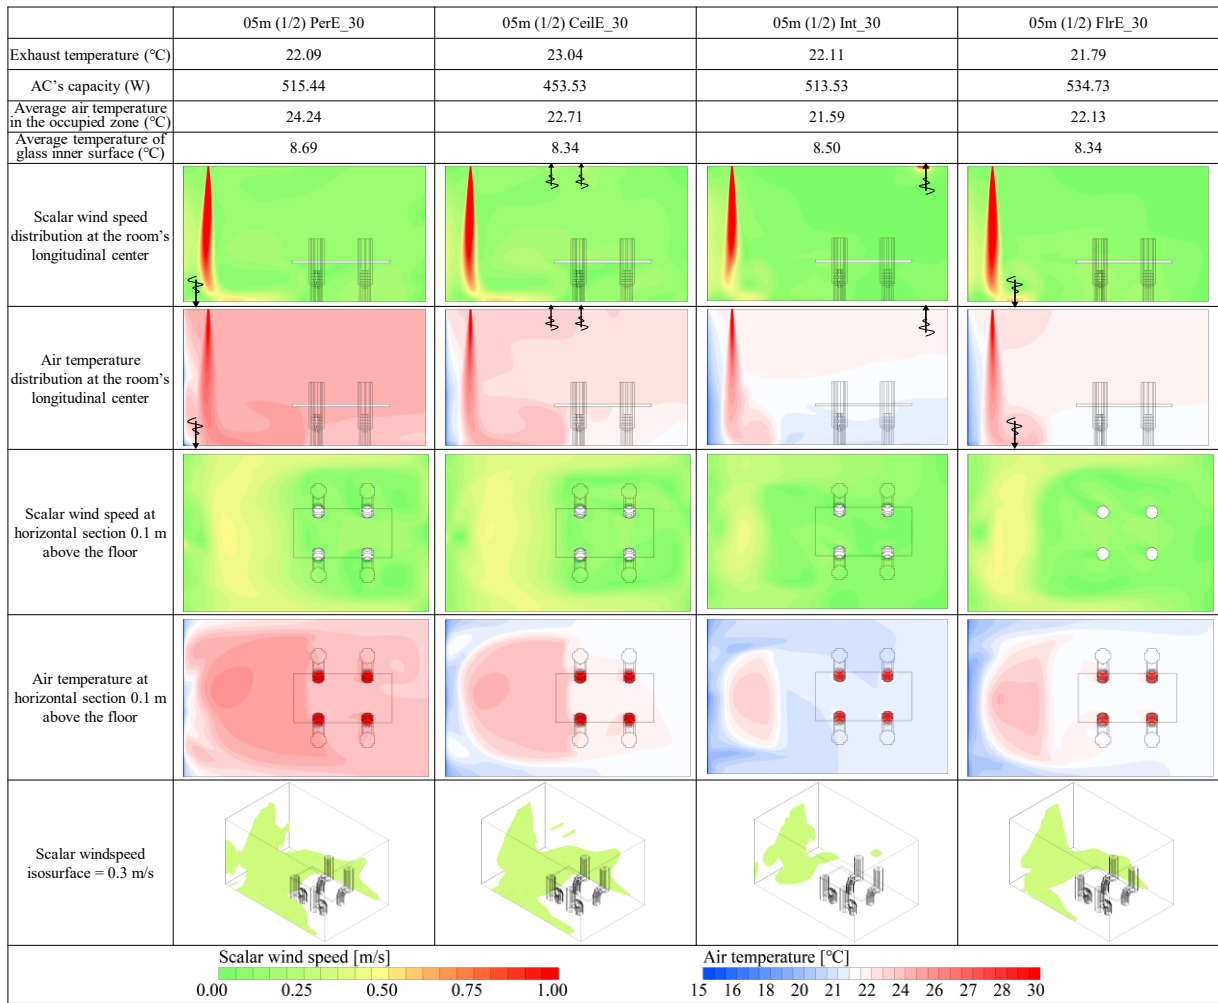 05m (1/2) PerE_30
05m (1/2) CeilE_30
05m (1/2) Int_30
05m (1/2) FlrE_30
Exhaust temperature (℃)
22.09
23.04
22.11
21.79
AC's capacity (W)
515.44
453.53
513.53
534.73
Average air temperature
in the occupied zone (℃)
24.24
22.71
21.59
22.13
Average temperature of
glass inner surface (℃)
8.69
8.34
8.50
8.34
Scalar wind speed
distribution at the room's
longitudinal center
Air temperature
distribution at the room's
longitudinal center
Scalar wind speed at
horizontal section 0.1 m
above the floor
Air temperature at
horizontal section 0.1 m
above the floor
Scalar windspeed
isosurface = 0.3 m/s
Scalar wind speed [m/s]
0.00 0.25 0.50 0.75 1.00
Air temperature [℃]
15 16 18 20 21 22 23 25 26 27 28 30